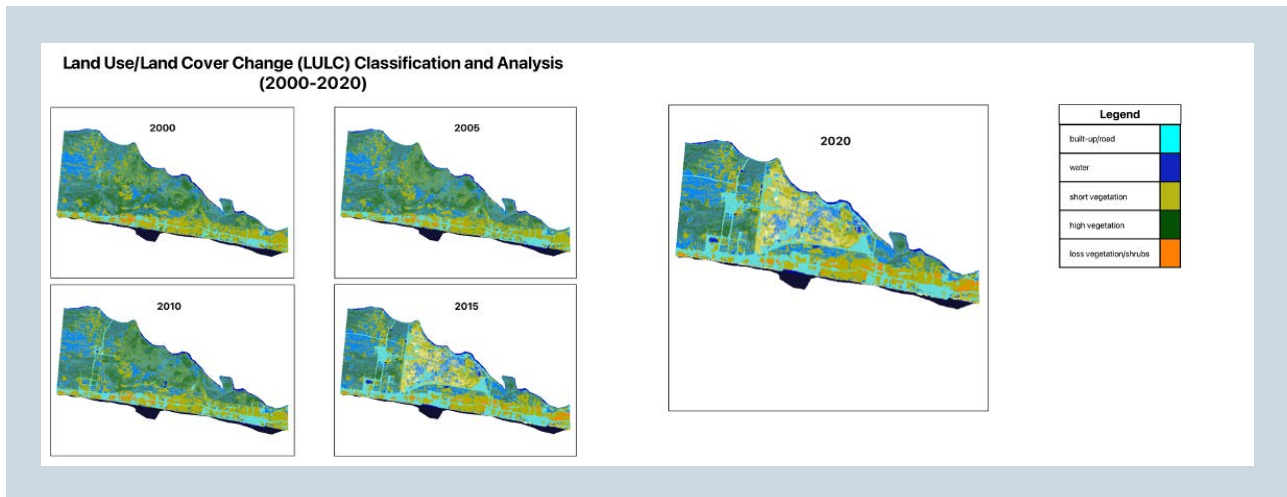 Land Use/Land Cover Change (LULC) Classification and Analysis
(2000-2020)
2000
2005
2010
2015
2020
Legend
built-up/road
water
short vegetation
high vegetation
loss vegetation/shrubs